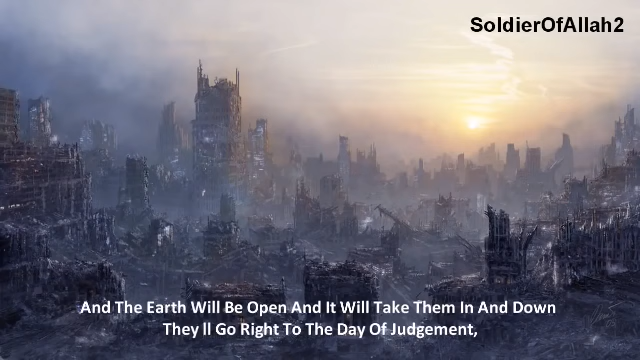 SoldierOfAllah2
And The Earth Will Be Open And It Will Take Them In And Down
They ll Go Right To The Day Of Judgement,